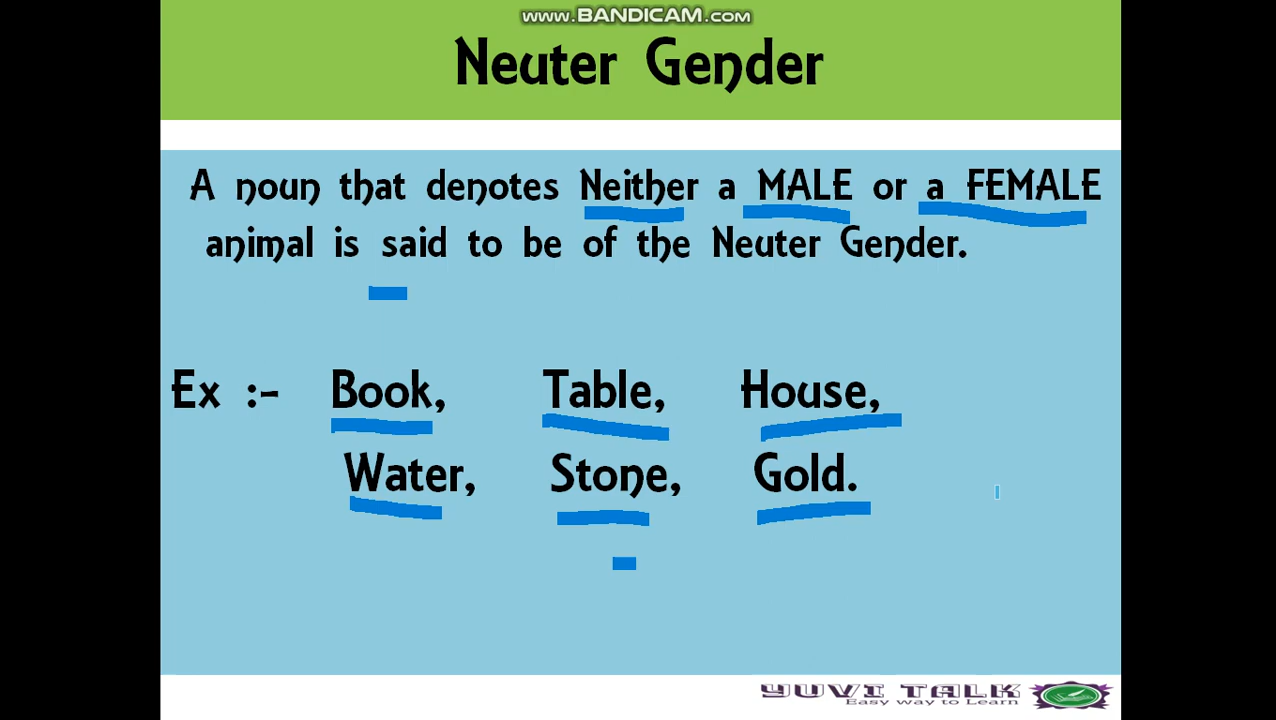 www.BANDICAM.com
Neuter Gender
A noun that denotes Neither a MALE or a FEMALE
animal is said to be of the Neuter Gender.
Ex :- Book, Table, House,
Water, Stone, Gold.
YUVI TALK
Easy way to Learn